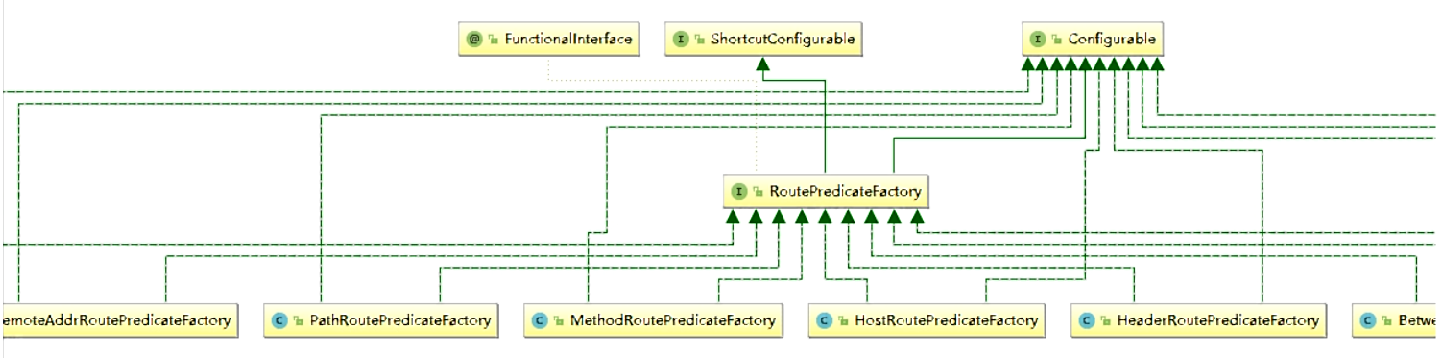 FunctionalInterface
ShortcutConfigurable
Configurable
RoutePredicateFactory
emoteAddrRoutePredicateFactory
PathRoutePredicateFactory
MethodRoutePredicateFactory
HostRoutePredicateFactory
HeaderRoutePredicateFactory
Betwe